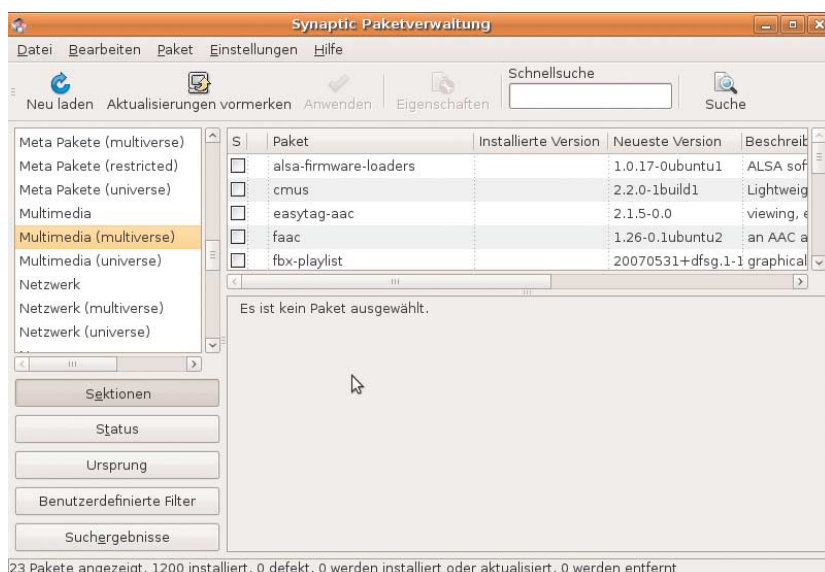 Synaptic Paketverwaltung
Datei Bearbeiten Paket Einstellungen Hilfe
Neu laden Aktualisierungen vormerken Anwenden Eigenschaften Schnellsuche Suche
Meta Pakete (multiverse)
Meta Pakete (restricted)
Meta Pakete (universe)
Multimedia
Multimedia (multiverse)
Multimedia (universe)
Netzwerk
Netzwerk (multiverse)
Netzwerk (universe)
S Paket Installierte Version Neueste Version Beschreib
alsa-firmware-loaders 1.0.17-0ubuntu1 ALSA sof
cmus 2.2.0-1build1 Lightweig
easytag-aac 2.1.5-0.0 viewing, e
faac 1.26-0.1ubuntu2 an AAC a
fbx-playlist 20070531+dfsg.1-1 graphical
Es ist kein Paket ausgewählt.
Sektionen
Status
Ursprung
Benutzerdefinierte Filter
Suchergebnisse
23 Pakete angezeigt, 1200 installiert, 0 defekt, 0 werden installiert oder aktualisiert, 0 werden entfernt